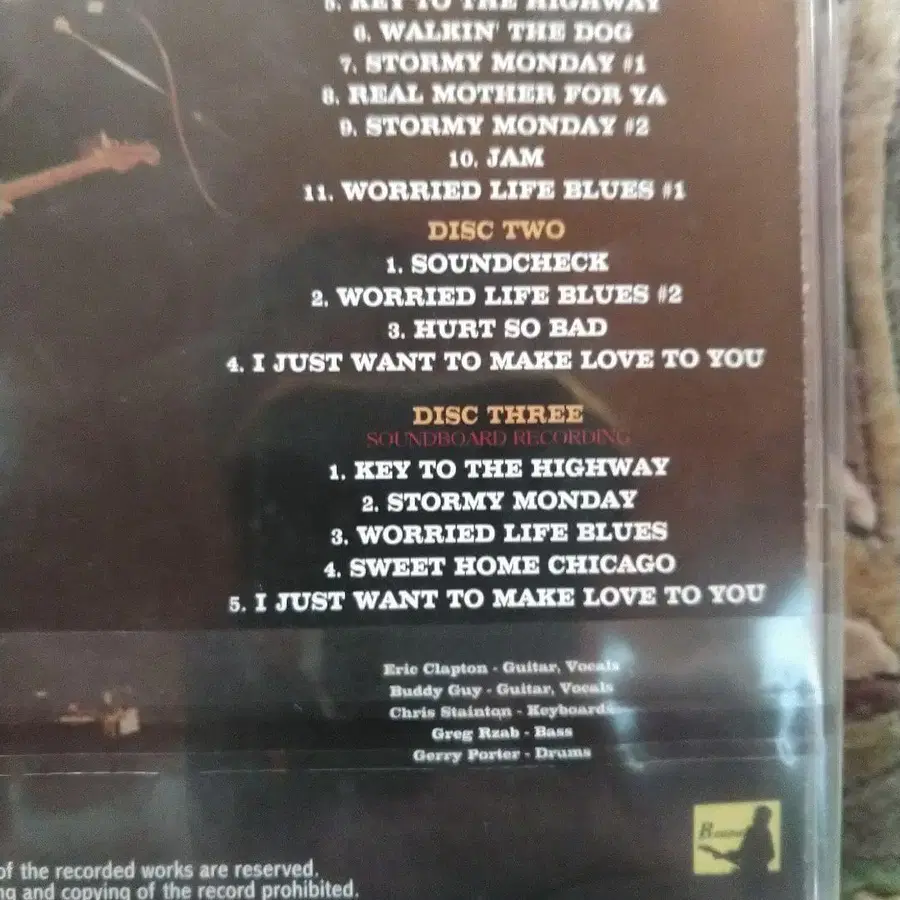 5. KEY TO THE HIGHWAY
6. WALKIN' THE DOG
7. STORMY MONDAY #1
8. REAL MOTHER FOR YA
9. STORMY MONDAY #2
10. JAM
11. WORRIED LIFE BLUES #1
DISC TWO
1. SOUNDCHECK
2. WORRIED LIFE BLUES #2
3. HURT SO BAD
4. I JUST WANT TO MAKE LOVE TO YOU
DISC THREE
SOUNDBOARD RECORDING
1. KEY TO THE HIGHWAY
2. STORMY MONDAY
3. WORRIED LIFE BLUES
4. SWEET HOME CHICAGO
5. I JUST WANT TO MAKE LOVE TO YOU
Eric Clapton - Guitar, Vocals
Buddy Guy - Guitar, Vocals
Chris Stainton - Keyboards
Greg Rzab - Bass
Gerry Porter - Drums
of the recorded works are reserved.
ng and copying of the record prohibited.